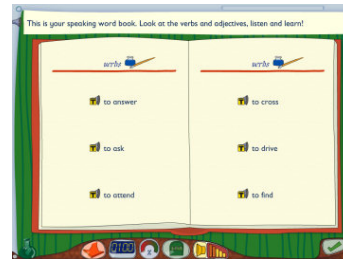 This is your speaking word book. Look at the verbs and adjectives, listen and learn!
verbs
to answer
to ask
to attend
verbs
to cross
to drive
to find